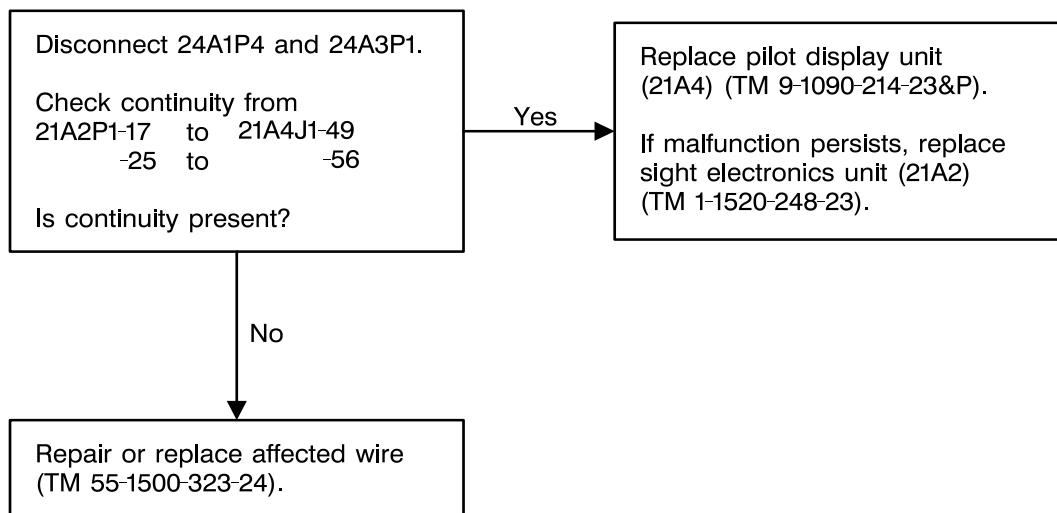 Disconnect 24A1P4 and 24A3P1.
Check continuity from
21A2P1-17 to 21A4J1-49
-25 to -56
Is continuity present?
Yes
Replace pilot display unit
(21A4) (TM 9-1090-214-23&P).
If malfunction persists, replace
sight electronics unit (21A2)
(TM 1-1520-248-23).
No
Repair or replace affected wire
(TM 55-1500-323-24).